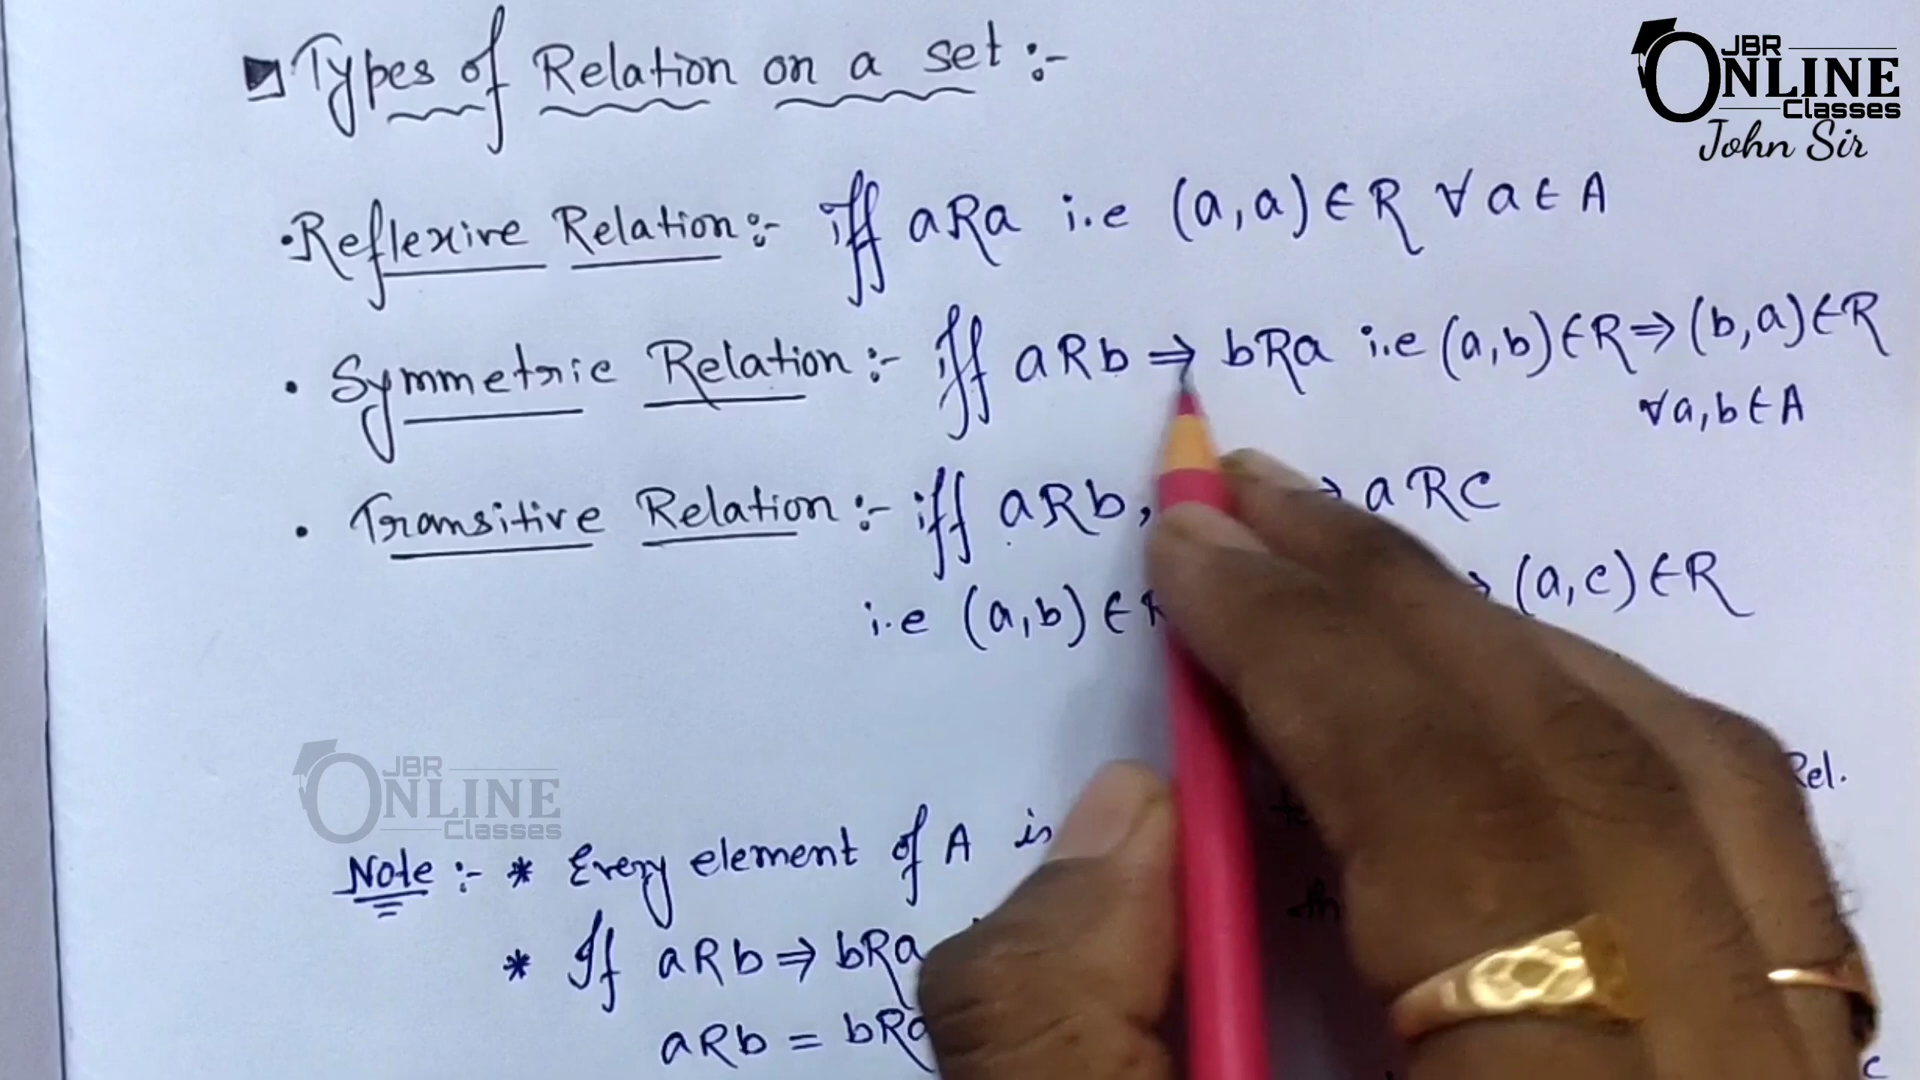 JBR
ONLINE
Classes
John Sir
Types of Relation on a set :-
• Reflexive Relation :- iff aRa i.e (a,a) ∈ R ∀ a ∈ A
• Symmetric Relation :- iff aRb ⇒ bRa i.e (a,b) ∈ R ⇒ (b,a) ∈ R
∀ a, b ∈ A
• Transitive Relation :- iff aRb, ⇒ aRc
i.e (a,b) ∈ R ⇒ (a,c) ∈ R
Rel.
JBR
ONLINE
Classes
Note :- * Every element of A is
* If aRb ⇒ bRa
aRb = bRa
c